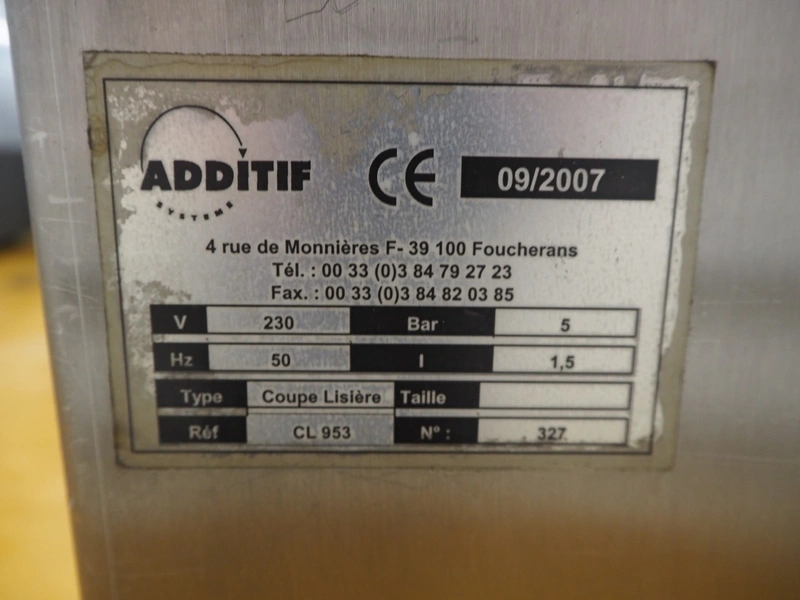 ADDITIF
SYSTEME
CE
09/2007
4 rue de Monnières F- 39 100 Foucherans
Tél. : 00 33 (0)3 84 79 27 23
Fax. : 00 33 (0)3 84 82 03 85
V 230 Bar 5
Hz 50 I 1,5
Type Coupe Lisière Taille
Réf CL 953 N° : 327